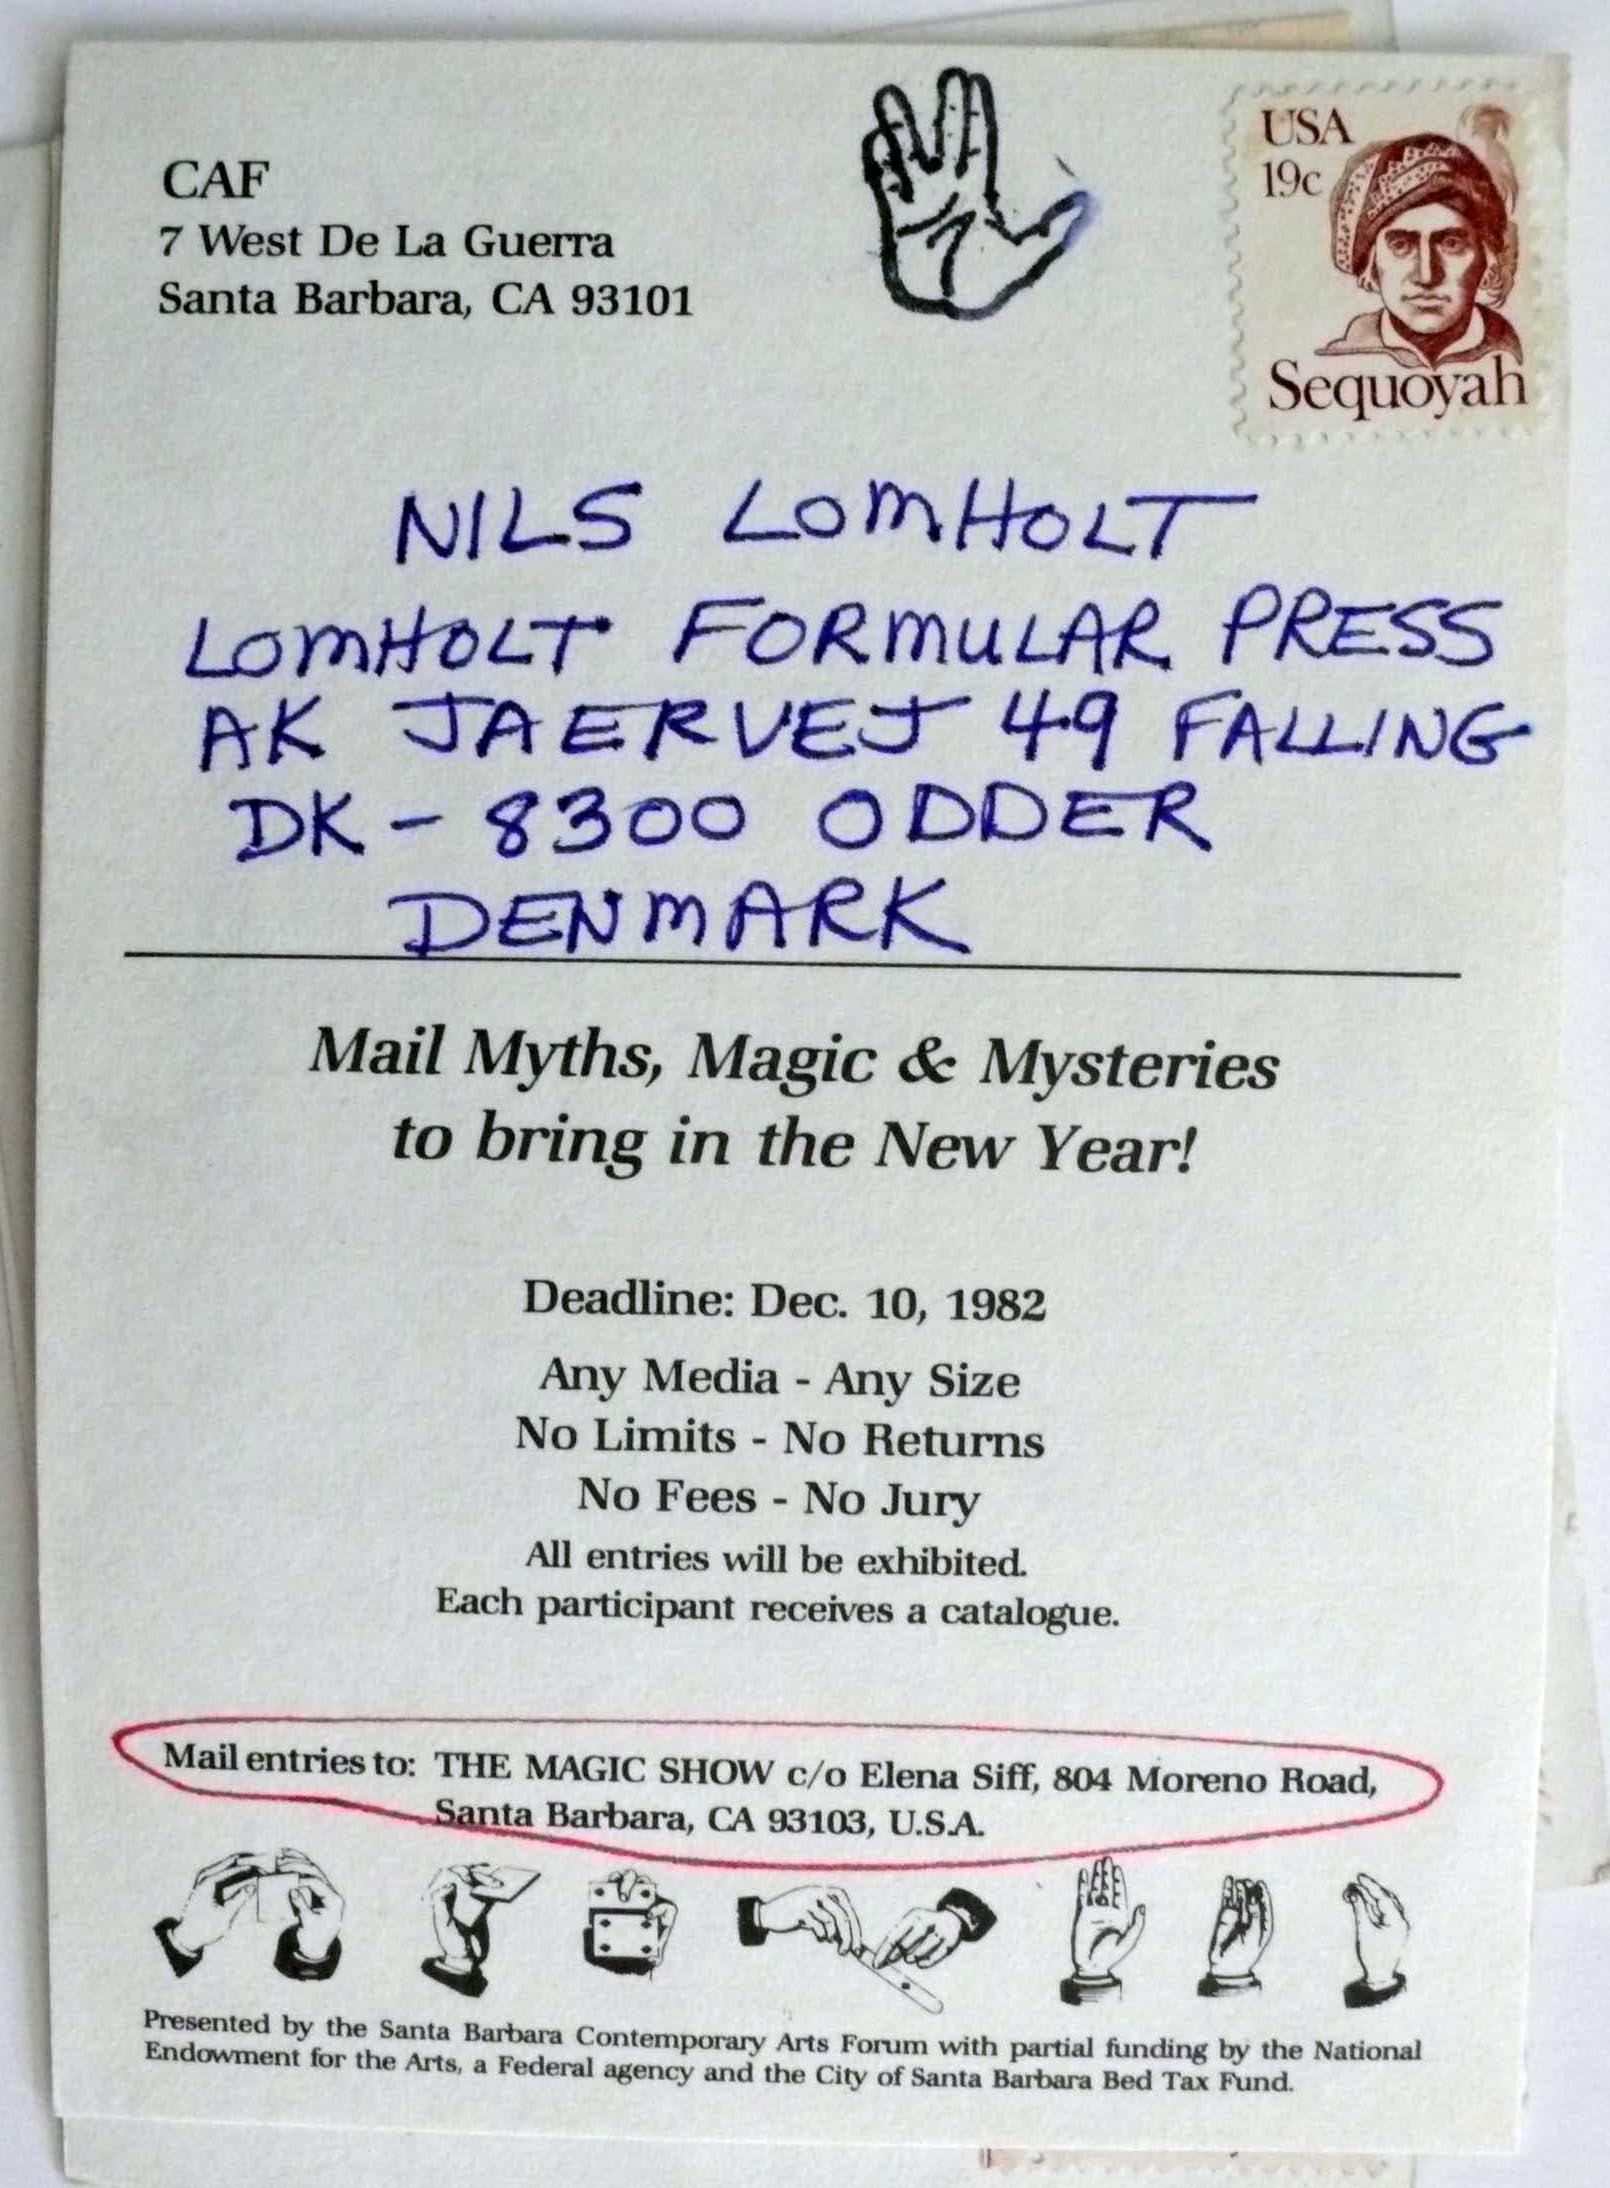 CAF
7 West De La Guerra
Santa Barbara, CA 93101
USA
19c
Sequoyah
NILS LOMHOLT
LOMHOLT FORMULAR PRESS
AK JAERVEJ 49 FALLING
DK - 8300 ODDER
DENMARK
Mail Myths, Magic & Mysteries
to bring in the New Year!
Deadline: Dec. 10, 1982
Any Media - Any Size
No Limits - No Returns
No Fees - No Jury
All entries will be exhibited.
Each participant receives a catalogue.
Mail entries to: THE MAGIC SHOW c/o Elena Siff, 804 Moreno Road,
Santa Barbara, CA 93103, U.S.A.
Presented by the Santa Barbara Contemporary Arts Forum with partial funding by the National
Endowment for the Arts, a Federal agency and the City of Santa Barbara Bed Tax Fund.